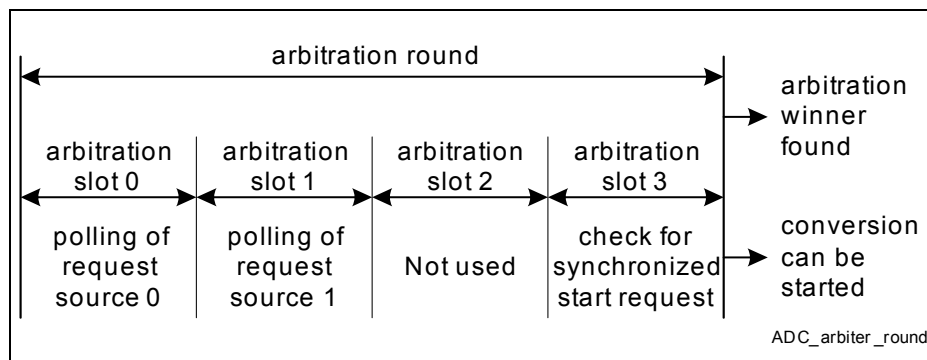 arbitration round
arbitration
winner
found
arbitration
slot 0
arbitration
slot 1
arbitration
slot 2
arbitration
slot 3
polling of
request
source 0
polling of
request
source 1
Not used
check for
synchronized
start request
conversion
can be
started
ADC_arbiter_round